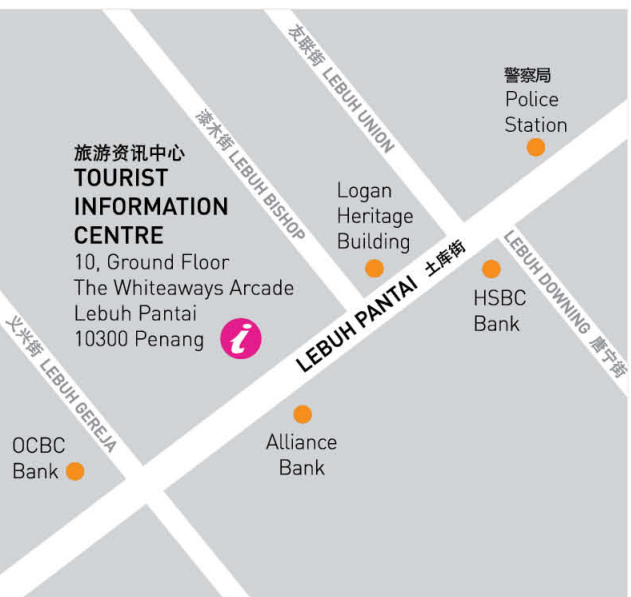 友联街 LEBUH UNION
警察局
Police
Station
漆木街 LEBUH BISHOP
旅游资讯中心
TOURIST
INFORMATION
CENTRE
10, Ground Floor
The Whiteaways Arcade
Lebuh Pantai
10300 Penang
i
Logan
Heritage
Building
LEBUH PANTAI 土库街
HSBC
Bank
LEBUH DOWNING 唐宁街
义兴街 LEBUH GEREJA
OCBC
Bank
Alliance
Bank